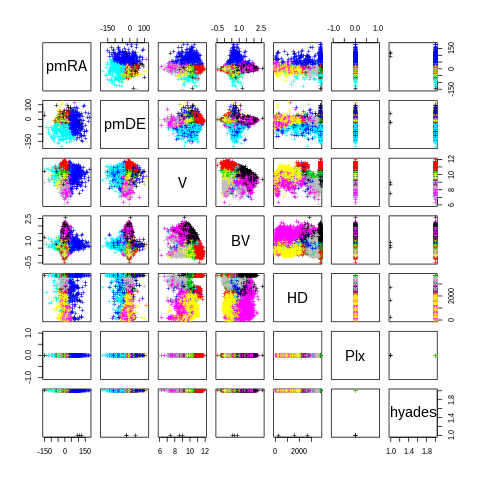 -150 0 100
-0.5 1.0 2.5
-1.0 0.0 1.0
pmRA
-150 0 150
-150 0 100
pmDE
V
6 8 10 12
-0.5 1.0 2.5
BV
HD
0 2000
-1.0 0.0 1.0
Plx
hyades
1.0 1.4 1.8
-150 0 150
6 8 10 12
0 2000
1.0 1.4 1.8